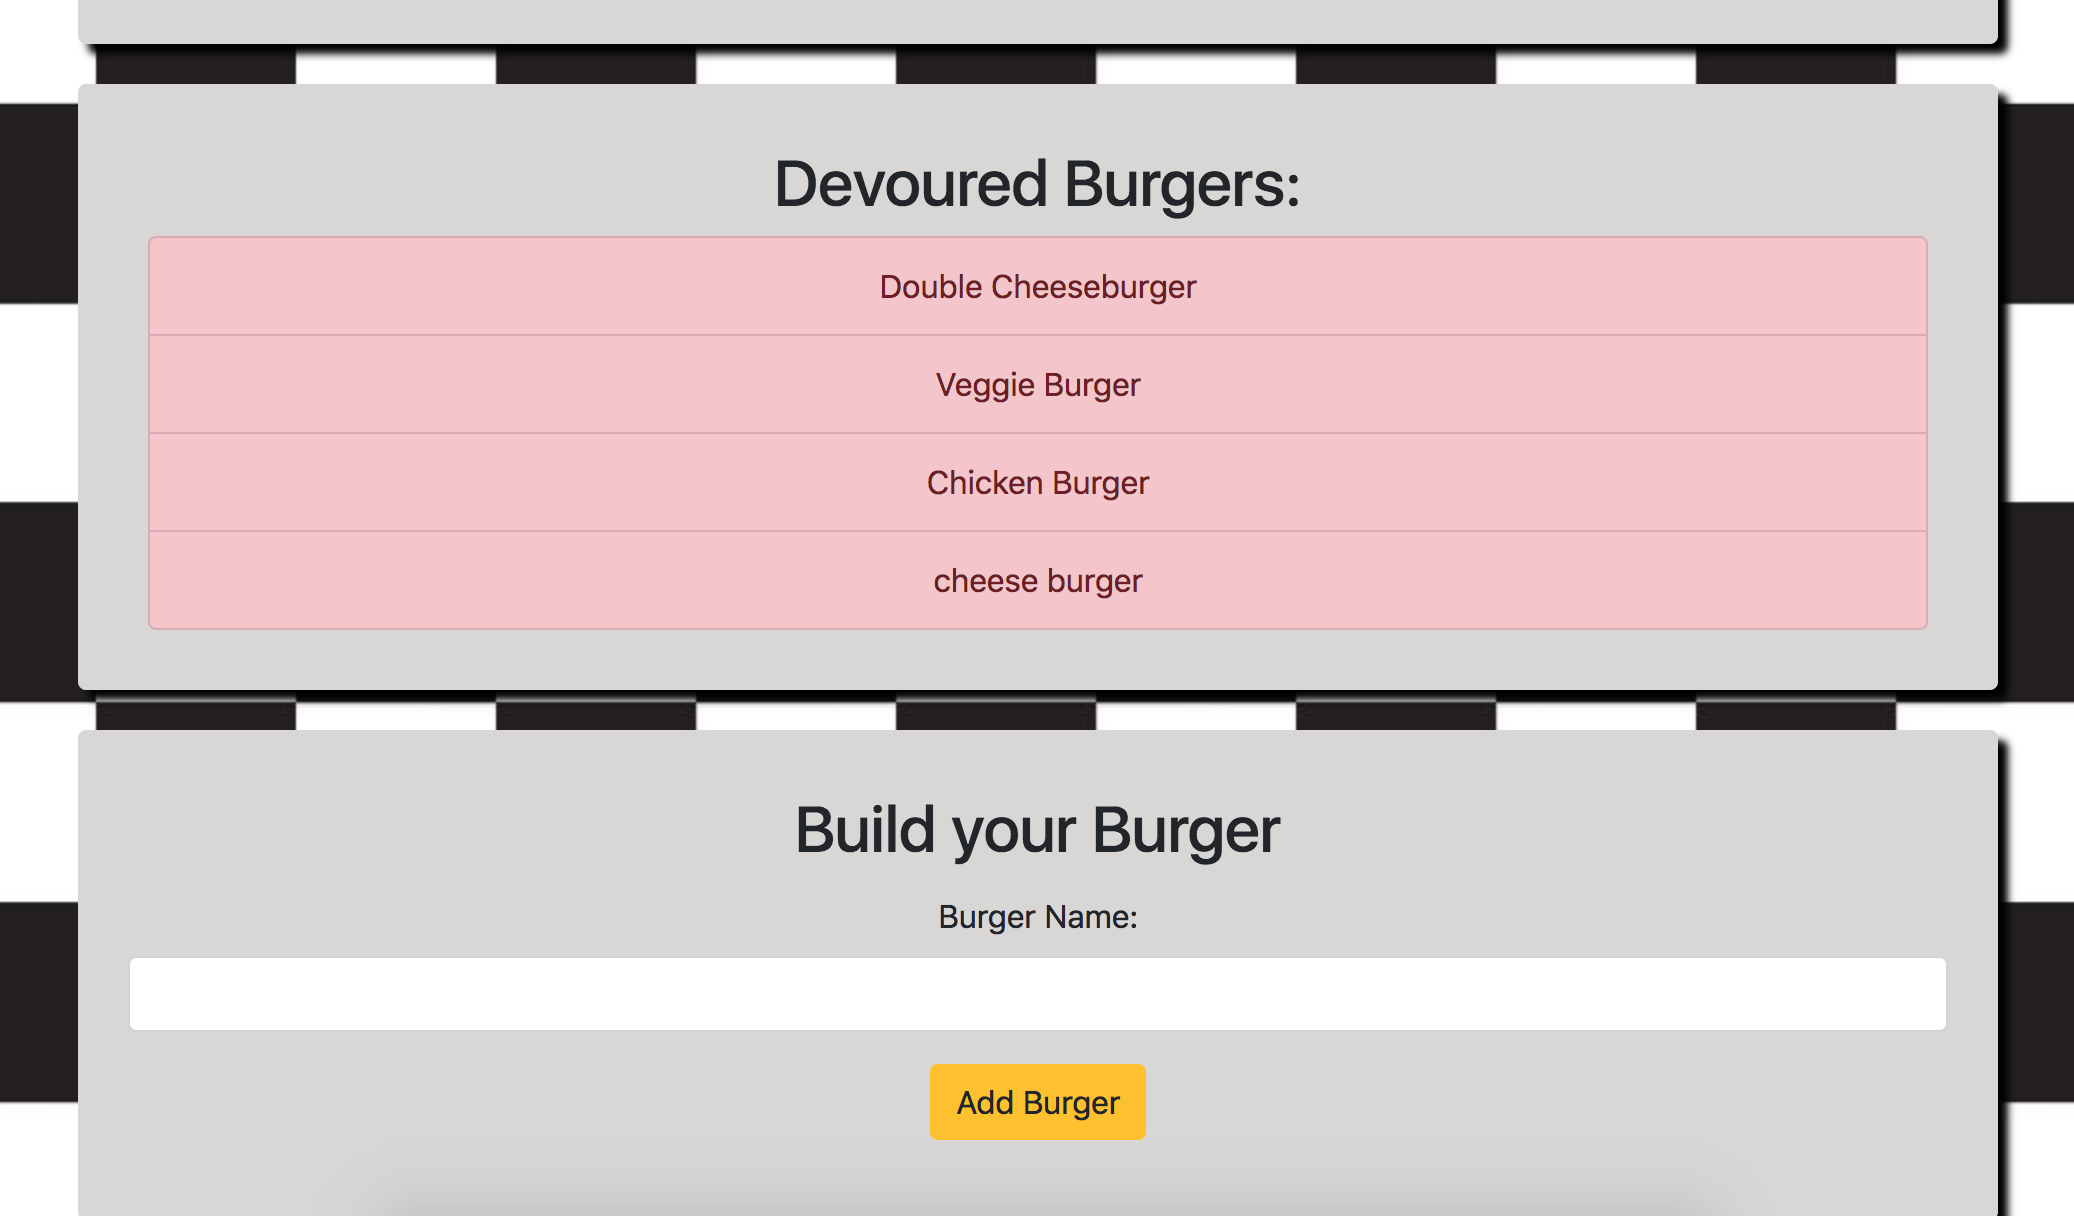 Devoured Burgers:
Double Cheeseburger
Veggie Burger
Chicken Burger
cheese burger
Build your Burger
Burger Name:
Add Burger